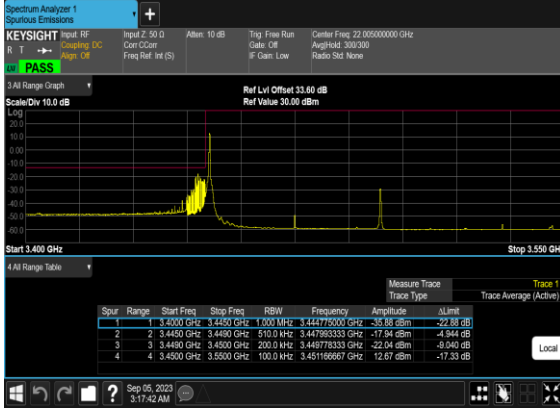 Spectrum Analyzer 1
Spurious Emissions
+
KEYSIGHT Input: RF Input Z: 50 Ω Atten: 10 dB Trig: Free Run Center Freq: 22.005000000 GHz
R T Coupling: DC Corr CCorr Gate: Off Avg|Hold: 300/300
Align: Off Freq Ref: Int (S) IF Gain: Low Radio Std: None
LXI PASS
3 All Range Graph
Ref Lvl Offset 33.60 dB
Scale/Div 10.0 dB Ref Value 30.00 dBm
Log
20.0
10.0
0.00
-10.0
-20.0
-30.0
-40.0
-50.0
-60.0
Start 3.400 GHz Stop 3.550 GH
4 All Range Table
Measure Trace Trace 1
Trace Type Trace Average (Active)
Spur Range Start Freq Stop Freq RBW Frequency Amplitude ΔLimit
1 1 3.4000 GHz 3.4450 GHz 1.000 MHz 3.444775000 GHz -35.88 dBm -22.88 dB
2 2 3.4450 GHz 3.4490 GHz 510.0 kHz 3.447993333 GHz -17.94 dBm -4.944 dB
3 3 3.4490 GHz 3.4500 GHz 200.0 kHz 3.449778333 GHz -22.04 dBm -9.040 dB
4 4 3.4500 GHz 3.5500 GHz 100.0 kHz 3.451166667 GHz 12.67 dBm -17.33 dB
Local
? Sep 05, 2023
3:17:42 AM